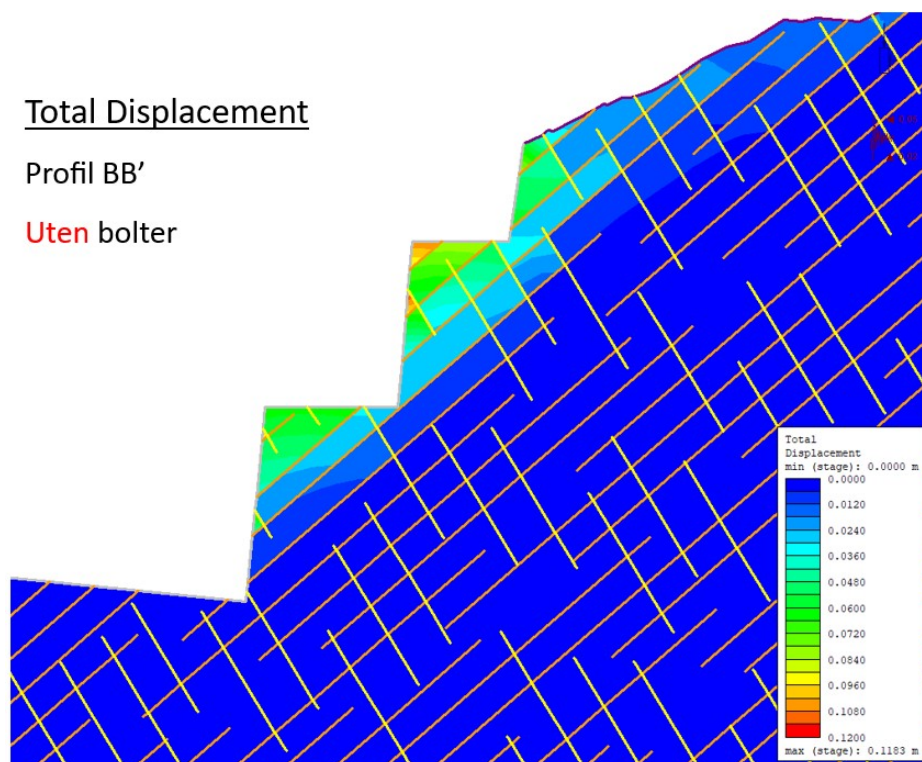 Total Displacement
Profil BB’
Uten bolter
Total
Displacement
min (stage): 0.0000 m
0.0000
0.0120
0.0240
0.0360
0.0480
0.0600
0.0720
0.0840
0.0960
0.1080
0.1200
max (stage): 0.1183 m